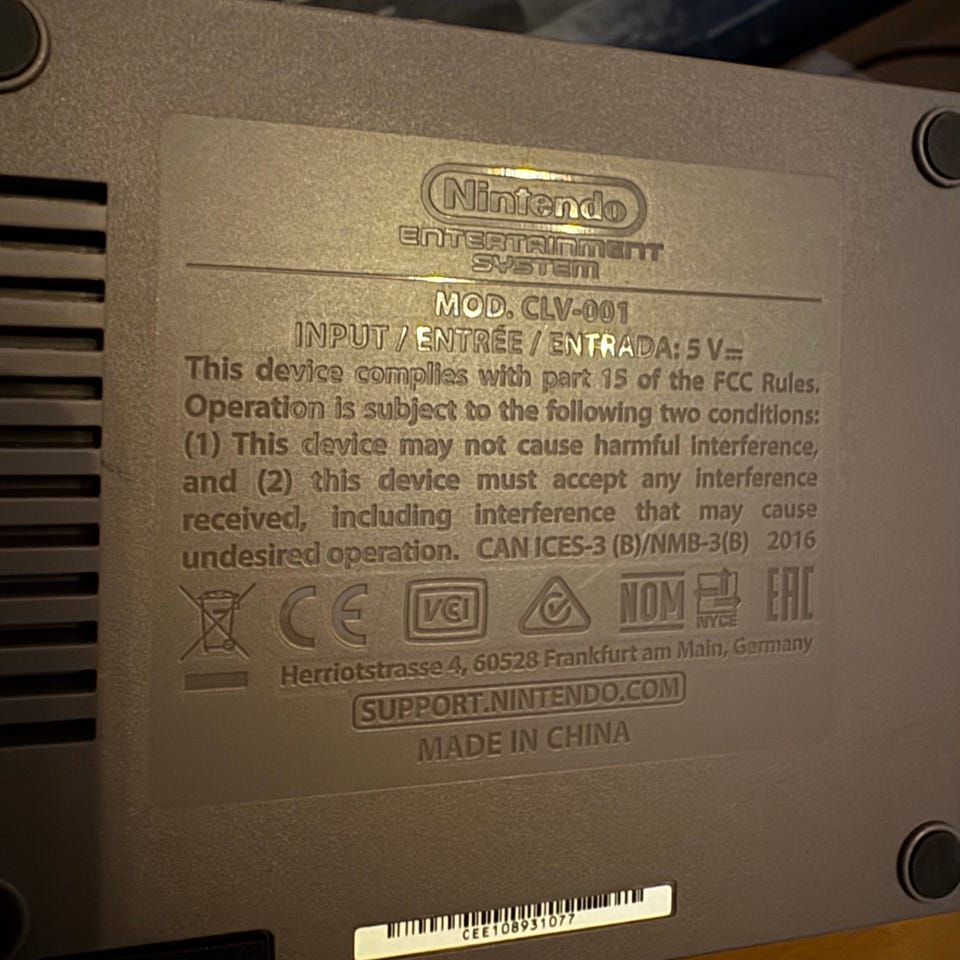 Nintendo
ENTERTAINMENT
SYSTEM
MOD. CLV-001
INPUT / ENTRÉE / ENTRADA: 5 V⎓
This device complies with part 15 of the FCC Rules.
Operation is subject to the following two conditions:
(1) This device may not cause harmful interference,
and (2) this device must accept any interference
received, including interference that may cause
undesired operation. CAN ICES-3 (B)/NMB-3(B) 2016
CE VCI NOM NYCE EAC
Herriotstrasse 4, 60528 Frankfurt am Main, Germany
SUPPORT.NINTENDO.COM
MADE IN CHINA
CEE108931077